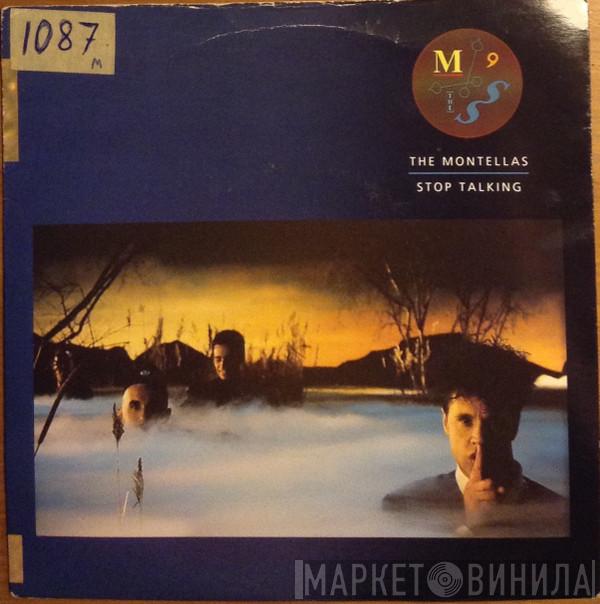 1087
M
M 9
THE
S
THE MONTELLAS
STOP TALKING
МАРКЕТ ВИНИЛА